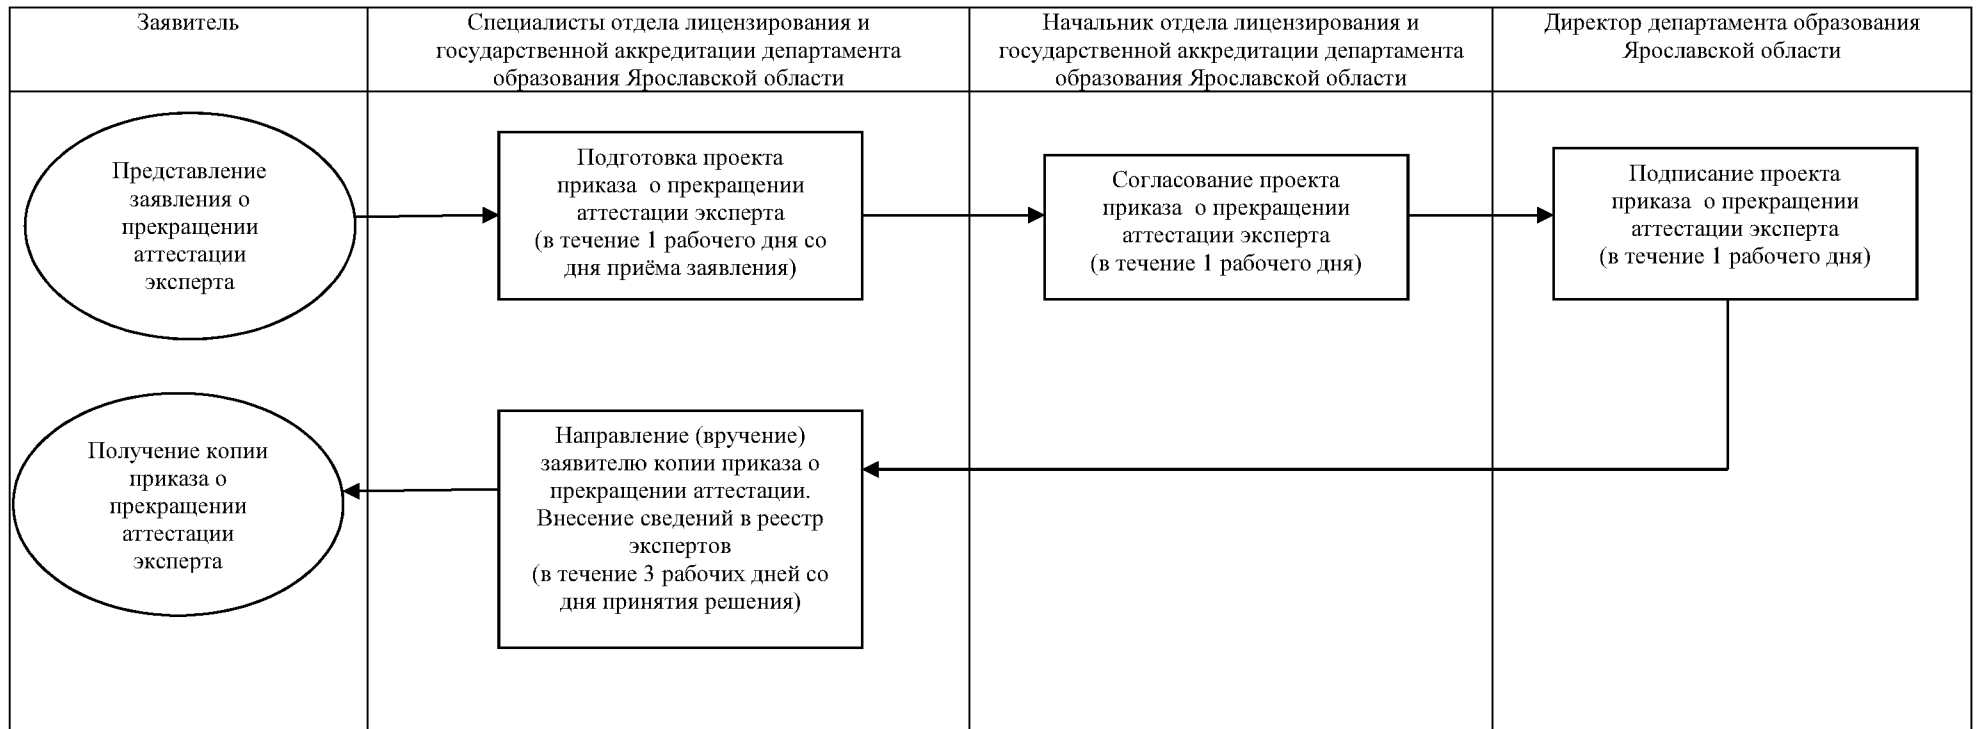 Заявитель
Специалисты отдела лицензирования и
государственной аккредитации департамента
образования Ярославской области
Начальник отдела лицензирования и
государственной аккредитации департамента
образования Ярославской области
Директор департамента образования
Ярославской области
Представление
заявления о
прекращении
аттестации
эксперта
Подготовка проекта
приказа о прекращении
аттестации эксперта
(в течение 1 рабочего дня со
дня приёма заявления)
Согласование проекта
приказа о прекращении
аттестации эксперта
(в течение 1 рабочего дня)
Подписание проекта
приказа о прекращении
аттестации эксперта
(в течение 1 рабочего дня)
Получение копии
приказа о
прекращении
аттестации
эксперта
Направление (вручение)
заявителю копии приказа о
прекращении аттестации.
Внесение сведений в реестр
экспертов
(в течение 3 рабочих дней со
дня принятия решения)